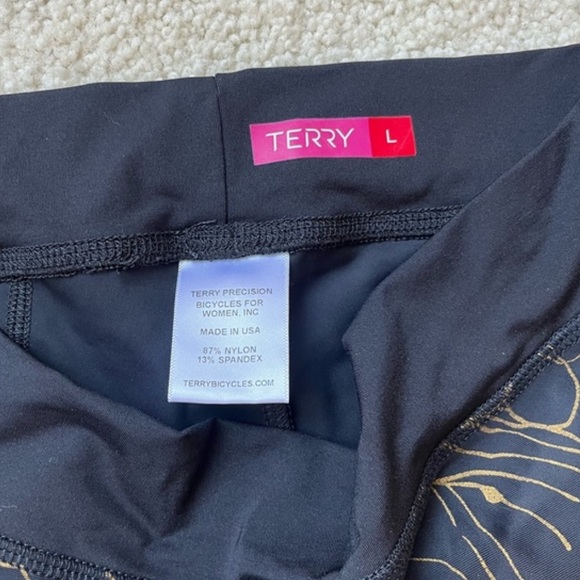 TERRY L
TERRY PRECISION
BICYCLES FOR
WOMEN, INC
MADE IN USA
87% NYLON
13% SPANDEX
TERRYBICYCLES.COM